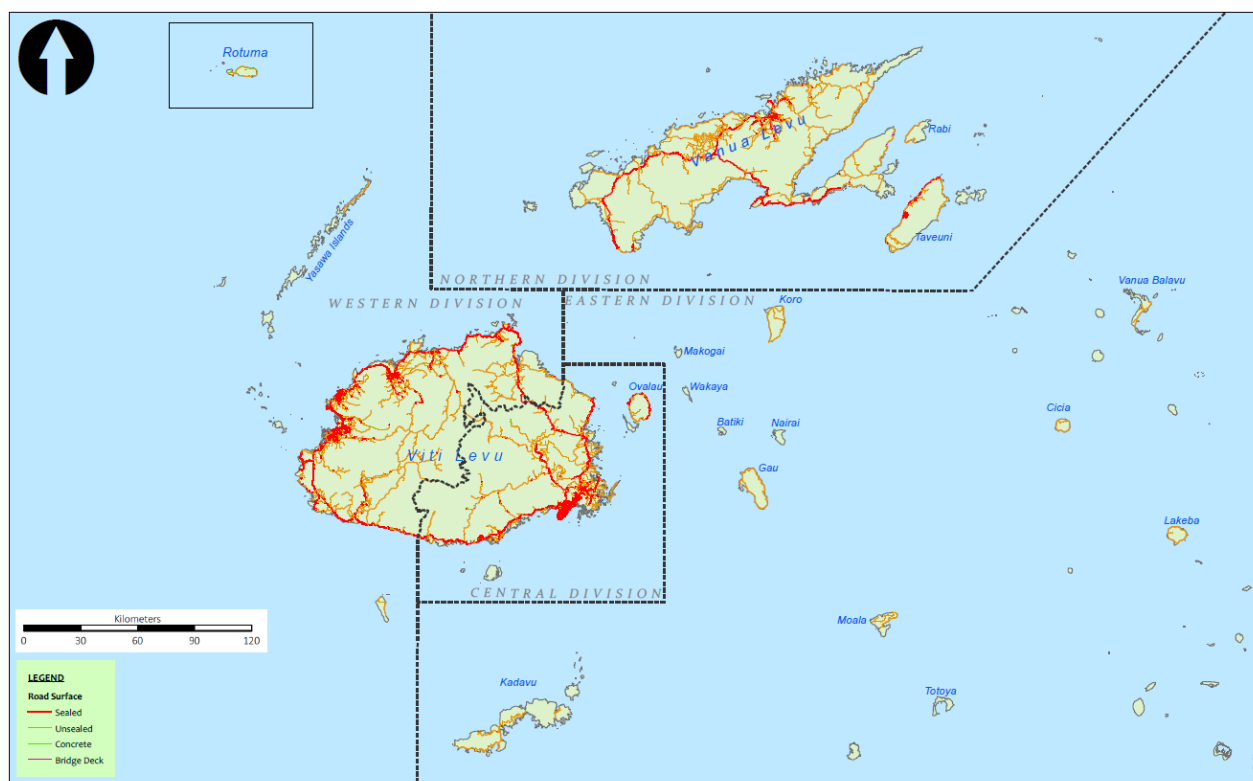 Rotuma
Vanua Levu
Rabi
Taveuni
Yasawa Islands
NORTHERN DIVISION
WESTERN DIVISION
EASTERN DIVISION
Koro
Vanua Balavu
Makogai
Ovalau
Wakaya
Batiki
Nairai
Cicia
Viti Levu
Gau
Lakeba
CENTRAL DIVISION
Kilometers
0 30 60 90 120
Moala
Kadavu
Totoya
LEGEND
Road Surface
Sealed
Unsealed
Concrete
Bridge Deck